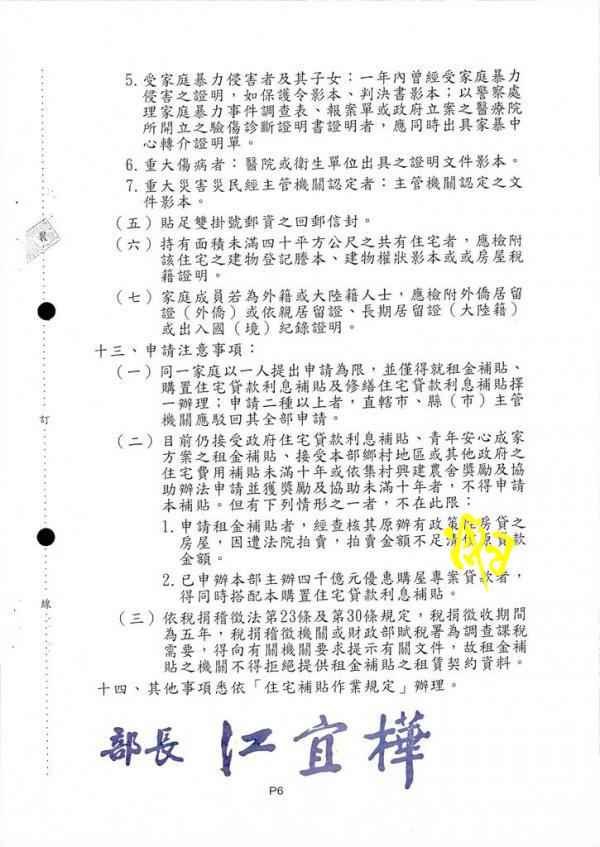 5. 受家庭暴力侵害者及其子女：一年內曾經受家庭暴力
侵害之證明，如保護令影本、判決書影本；以警察處
理家庭暴力事件調查表、報案單或政府立案之醫療院
所開立之驗傷診斷證明書證明者，應同時出具家暴中
心轉介證明單。
6. 重大傷病者：醫院或衛生單位出具之證明文件影本。
7. 重大災害災民經主管機關認定者：主管機關認定之文
件影本。
（五）貼足雙掛號郵資之回郵信封。
（六）持有面積未滿四十平方公尺之共有住宅者，應檢附
該住宅之建物登記謄本、建物權狀影本或或房屋稅
籍證明。
（七）家庭成員若為外籍或大陸籍人士，應檢附外僑居留
證（外僑）或依親居留證、長期居留證（大陸籍）
或出入國（境）紀錄證明。
十三、申請注意事項：
（一）同一家庭以一人提出申請為限，並僅得就租金補貼、
購置住宅貸款利息補貼及修繕住宅貸款利息補貼擇
一辦理；申請二種以上者，直轄市、縣（市）主管
機關應駁回其全部申請。
（二）目前仍接受政府住宅貸款利息補貼、青年安心成家
方案之租金補貼、接受本部鄉村地區或其他政府之
住宅費用補貼未滿十年或依集村興建農舍獎勵及協
助辦法申請並獲獎勵及協助未滿十年者，不得申請
本補貼。但有下列情形之一者，不在此限：
1. 申請租金補貼者，經查核其原辦有政策性房貸之
房屋，因遭法院拍賣，拍賣金額不足清償原貸款
金額。
2. 已申辦本部主辦四千億元優惠購屋專案貸款者，
得同時搭配本購置住宅貸款利息補貼。
（三）依稅捐稽徵法第23條及第30條規定，稅捐徵收期間
為五年，稅捐稽徵機關或財政部賦稅署為調查課稅
需要，得向有關機關要求提示有關文件，故租金補
貼之機關不得拒絕提供租金補貼之租賃契約資料。
十四、其他事項悉依「住宅補貼作業規定」辦理。
部長 江宜樺
P6
裝
訂
線